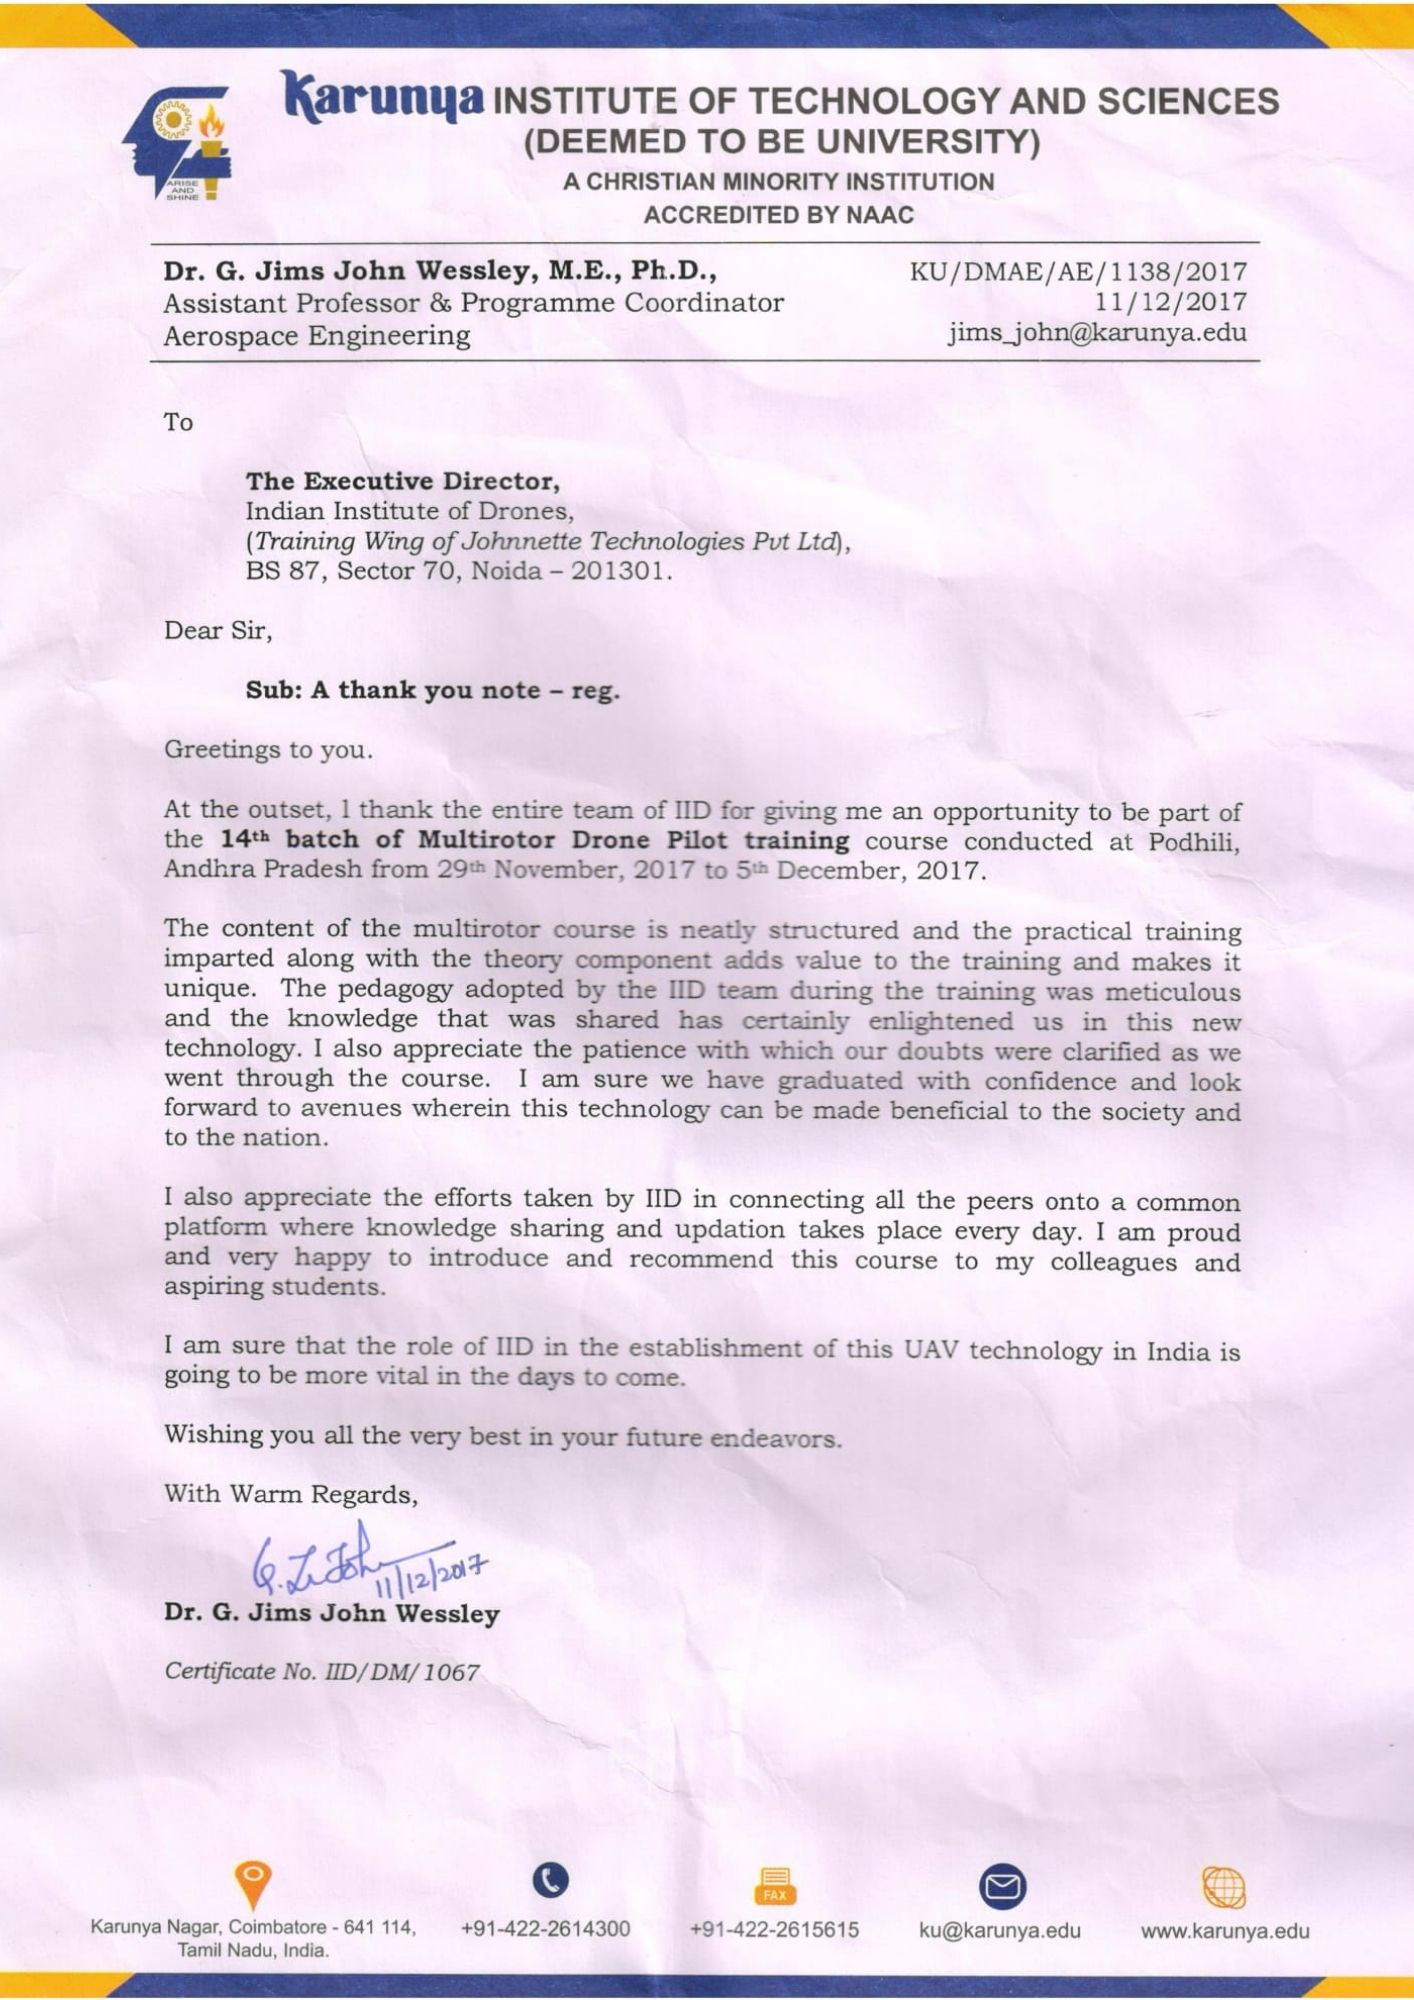 Karunya INSTITUTE OF TECHNOLOGY AND SCIENCES
(DEEMED TO BE UNIVERSITY)
A CHRISTIAN MINORITY INSTITUTION
ACCREDITED BY NAAC
ARISE
AND
SHINE
Dr. G. Jims John Wessley, M.E., Ph.D.,
Assistant Professor & Programme Coordinator
Aerospace Engineering
KU/DMAE/AE/1138/2017
11/12/2017
jims_john@karunya.edu
To
The Executive Director,
Indian Institute of Drones,
(Training Wing of Johnnette Technologies Pvt Ltd),
BS 87, Sector 70, Noida – 201301.
Dear Sir,
Sub: A thank you note – reg.
Greetings to you.
At the outset, I thank the entire team of IID for giving me an opportunity to be part of
the 14th batch of Multirotor Drone Pilot training course conducted at Podhili,
Andhra Pradesh from 29th November, 2017 to 5th December, 2017.
The content of the multirotor course is neatly structured and the practical training
imparted along with the theory component adds value to the training and makes it
unique. The pedagogy adopted by the IID team during the training was meticulous
and the knowledge that was shared has certainly enlightened us in this new
technology. I also appreciate the patience with which our doubts were clarified as we
went through the course. I am sure we have graduated with confidence and look
forward to avenues wherein this technology can be made beneficial to the society and
to the nation.
I also appreciate the efforts taken by IID in connecting all the peers onto a common
platform where knowledge sharing and updation takes place every day. I am proud
and very happy to introduce and recommend this course to my colleagues and
aspiring students.
I am sure that the role of IID in the establishment of this UAV technology in India is
going to be more vital in the days to come.
Wishing you all the very best in your future endeavors.
With Warm Regards,
11/12/2017
Dr. G. Jims John Wessley
Certificate No. IID/DM/1067
FAX
Karunya Nagar, Coimbatore - 641 114,
Tamil Nadu, India.
+91-422-2614300
+91-422-2615615
ku@karunya.edu
www.karunya.edu